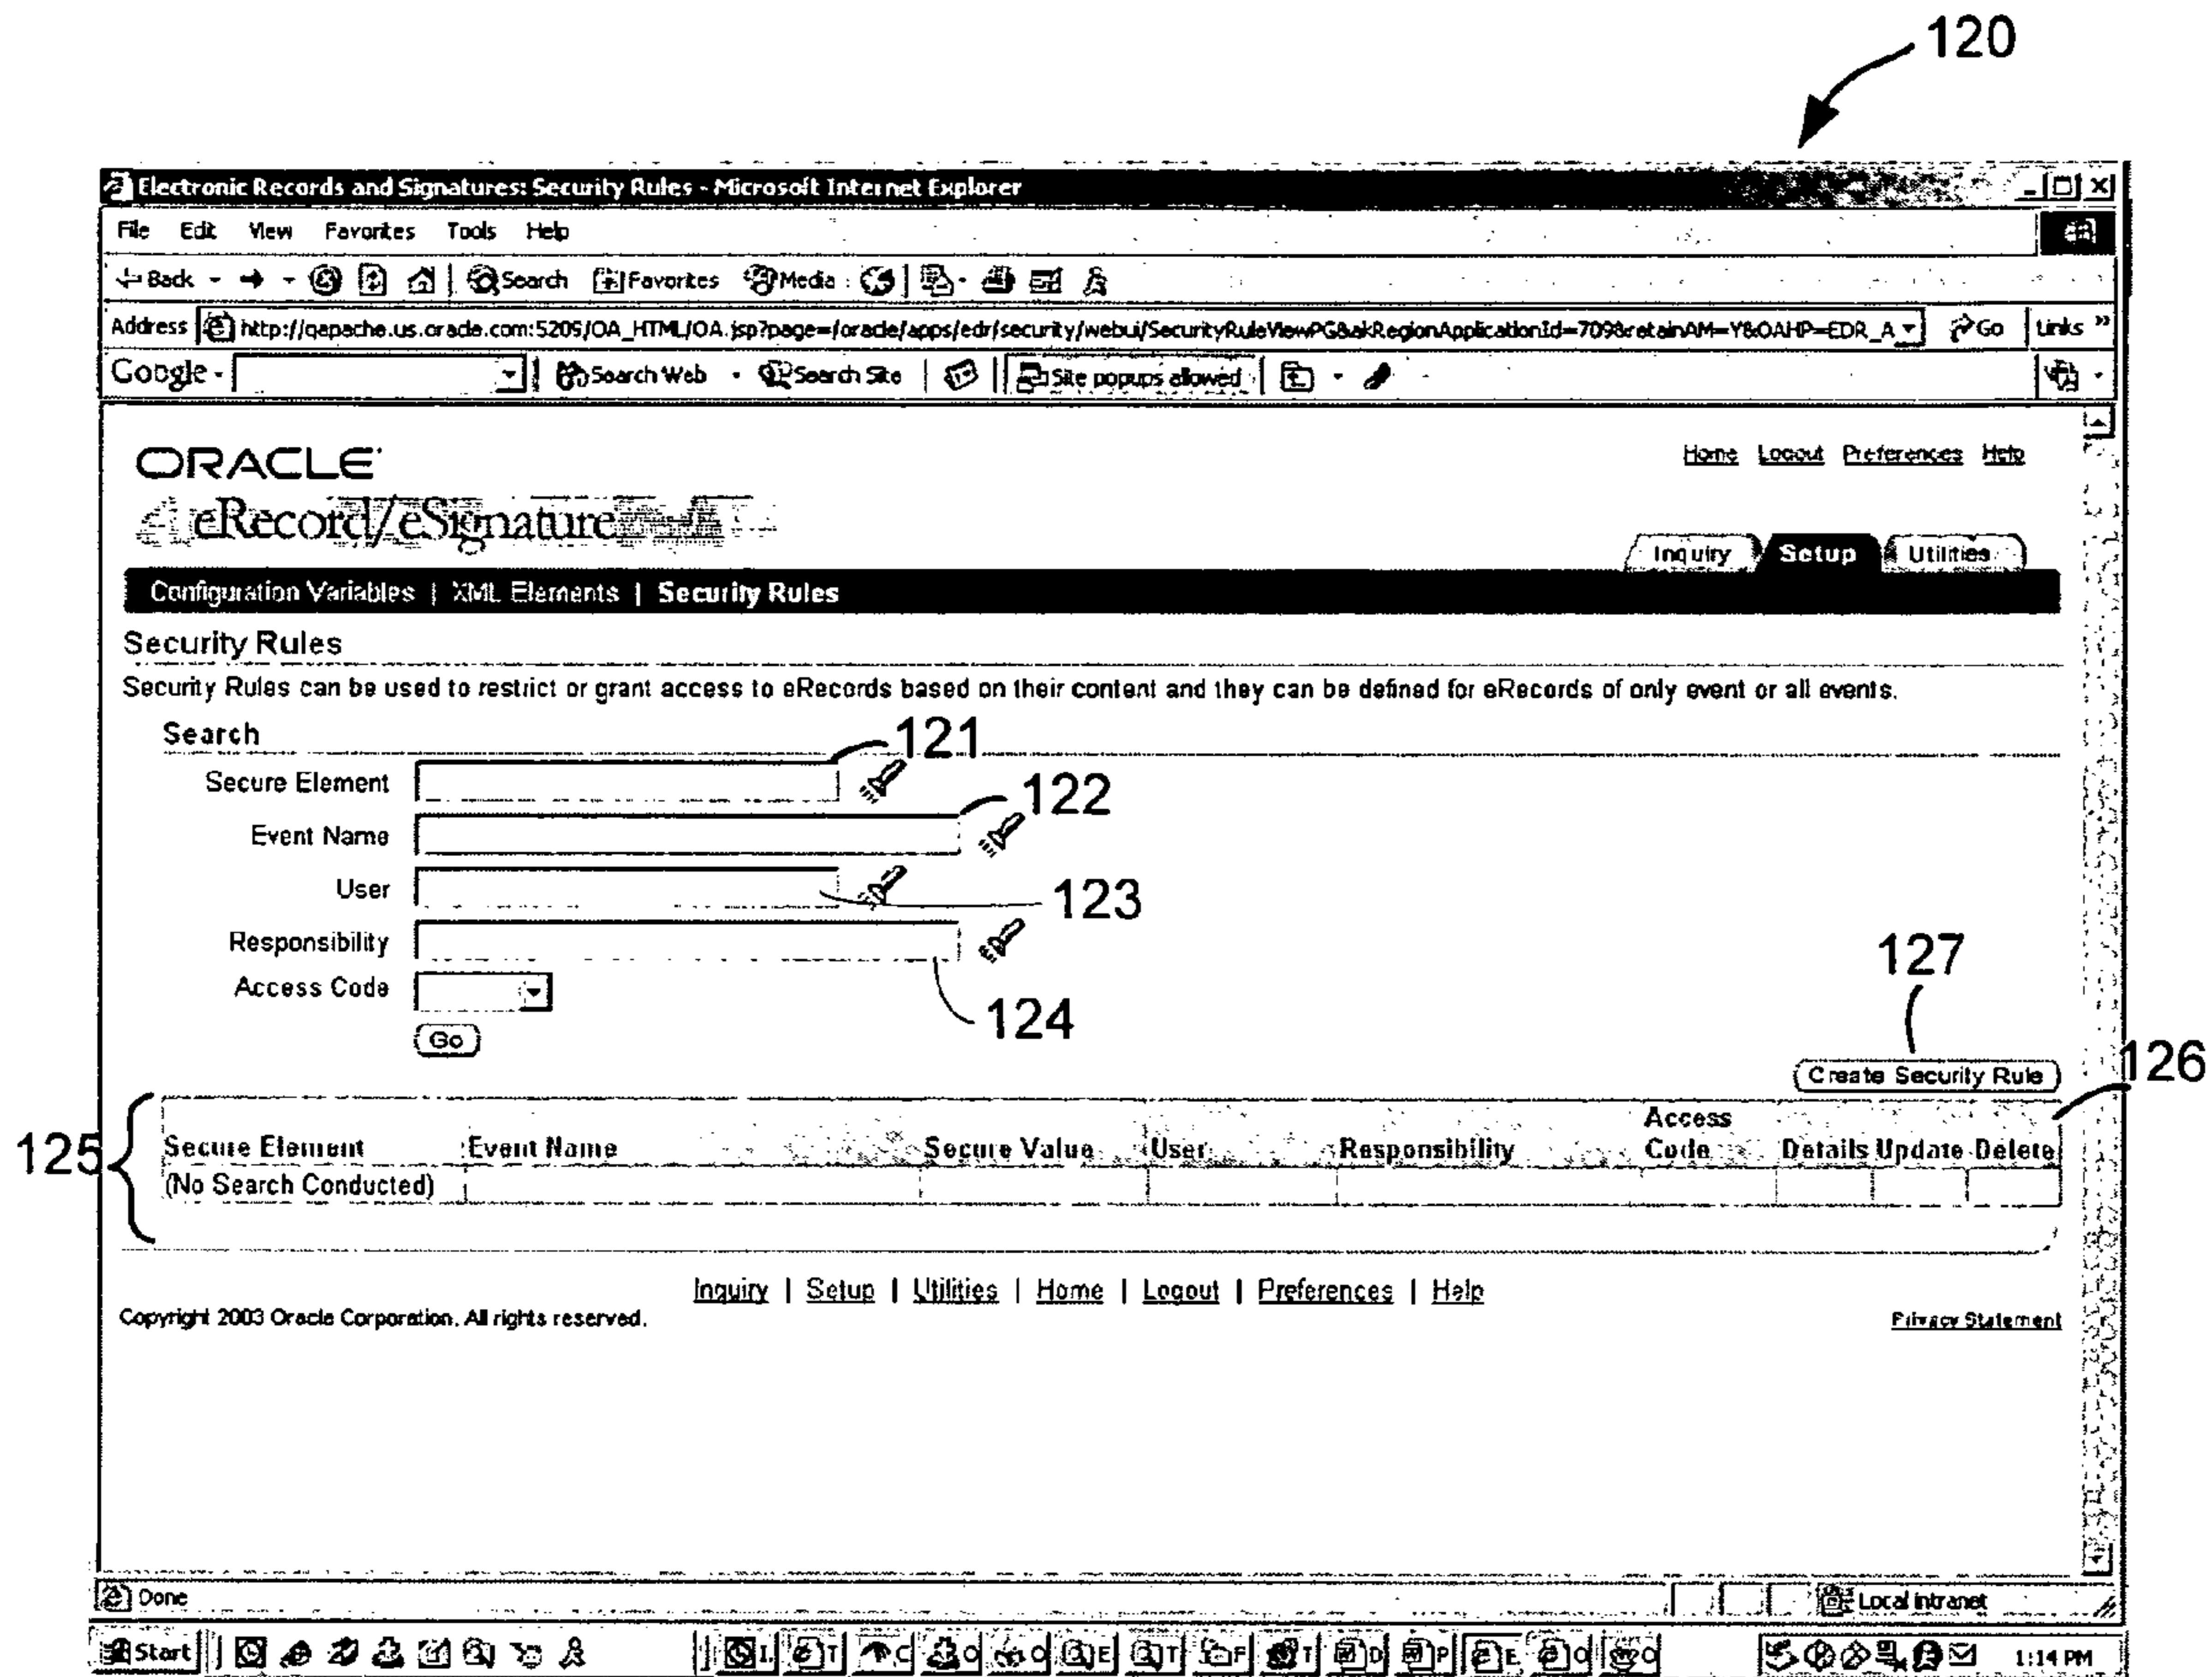 120
Electronic Records and Signatures: Security Rules - Microsoft Internet Explorer
File Edit View Favorites Tools Help
Back Search Favorites Media
Address http://qapache.us.oracle.com:5209/OA_HTML/OA.jsp?page=/oracle/apps/edr/security/webui/SecurityRuleViewPG&akRegionApplicationId=709&retainAM=Y&OAHP=EDR_A Go Links »
Google - Search Web Search Site Site popups allowed
ORACLE
Home Logout Preferences Help
eRecord/eSignature
Inquiry Setup Utilities
Configuration Variables | XML Elements | Security Rules
Security Rules
Security Rules can be used to restrict or grant access to eRecords based on their content and they can be defined for eRecords of only event or all events.
Search
121
Secure Element
122
Event Name
User
123
Responsibility
127
Access Code
124
Go
Create Security Rule
126
125
Secure Element Event Name Secure Value User Responsibility Access Code Details Update Delete
(No Search Conducted)
Inquiry | Setup | Utilities | Home | Logout | Preferences | Help
Copyright 2003 Oracle Corporation. All rights reserved.
Privacy Statement
Done
Local intranet
Start I. T C O O E T F T D P E O O 1:14 PM